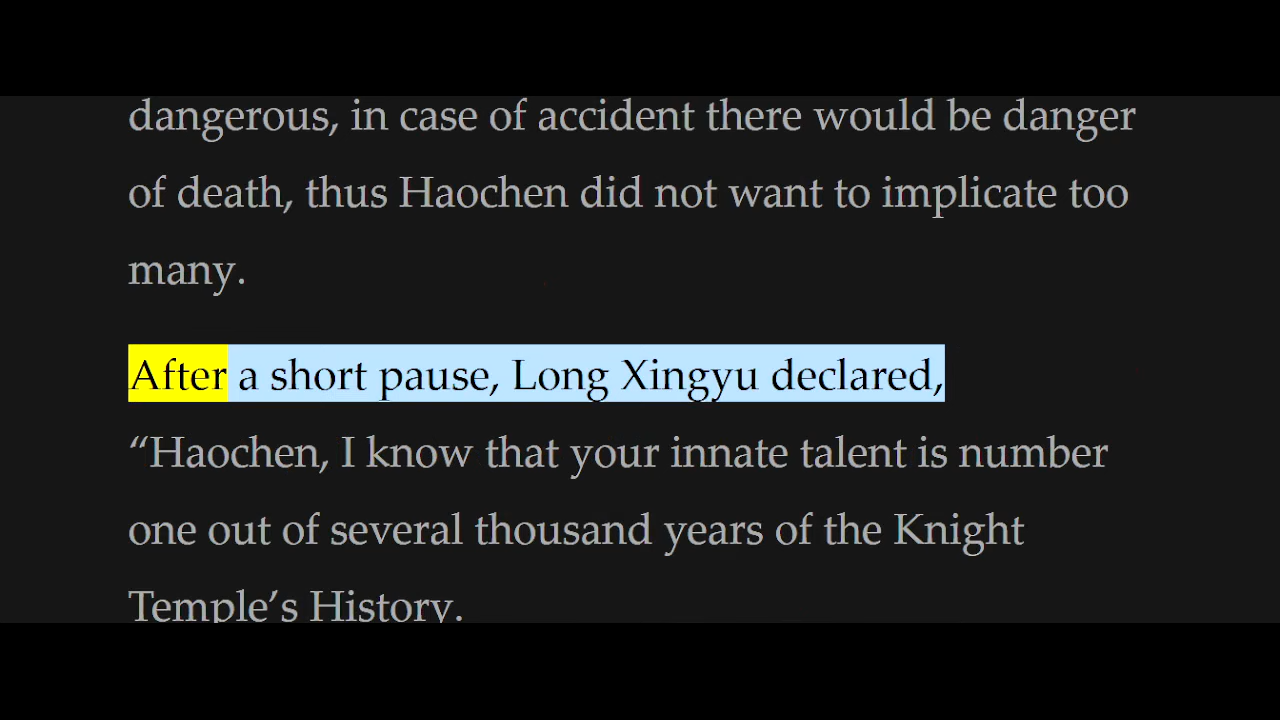 dangerous, in case of accident there would be danger
of death, thus Haochen did not want to implicate too
many.
After a short pause, Long Xingyu declared,
“Haochen, I know that your innate talent is number
one out of several thousand years of the Knight
Temple’s History.